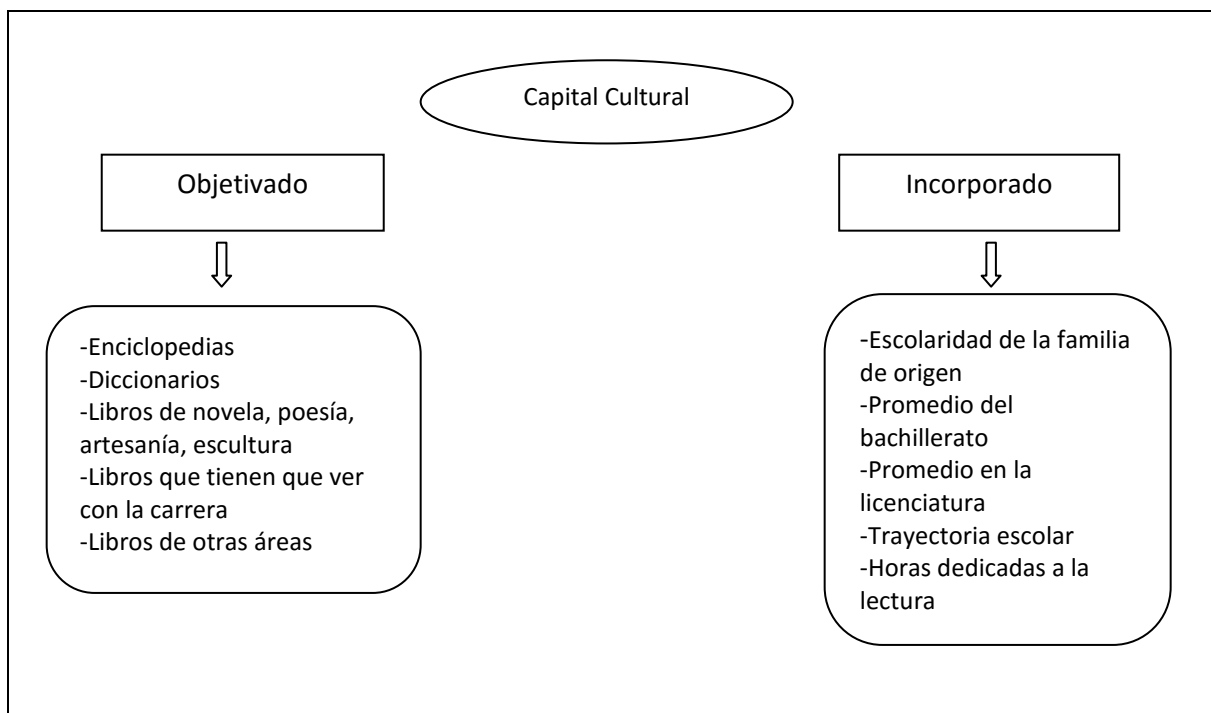 Capital Cultural
Objetivado
Incorporado
-Enciclopedias
-Diccionarios
-Libros de novela, poesía,
artesanía, escultura
-Libros que tienen que ver
con la carrera
-Libros de otras áreas
-Escolaridad de la familia
de origen
-Promedio del
bachillerato
-Promedio en la
licenciatura
-Trayectoria escolar
-Horas dedicadas a la
lectura